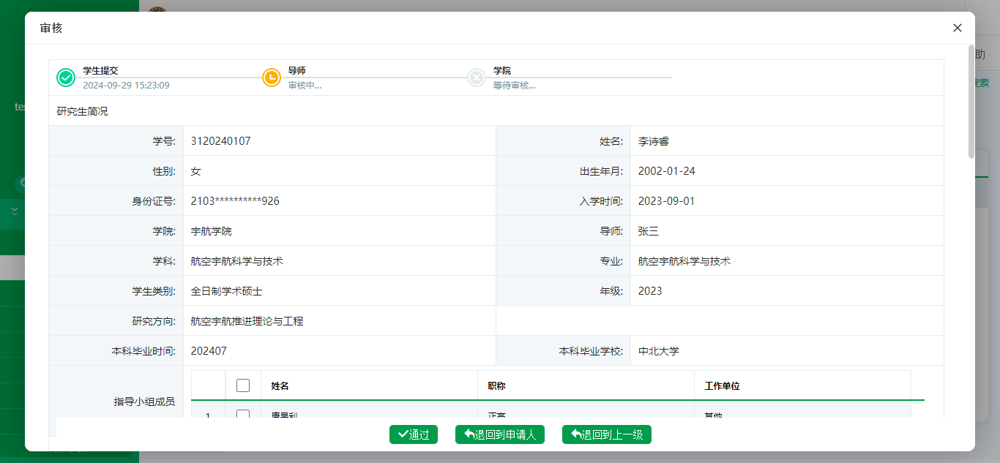 审核
助
搜索
tes
学生提交
2024-09-29 15:23:09
导师
审核中...
学院
等待审核...
研究生简况
学号: 3120240107 姓名: 李诗睿
性别: 女 出生年月: 2002-01-24
身份证号: 2103**********926 入学时间: 2023-09-01
学院: 宇航学院 导师: 张三
学科: 航空宇航科学与技术 专业: 航空宇航科学与技术
学生类别: 全日制学术硕士 年级: 2023
研究方向: 航空宇航推进理论与工程
本科毕业时间: 202407 本科毕业学校: 中北大学
指导小组成员
姓名 职称 工作单位
1 其他
通过 退回到申请人 退回到上一级